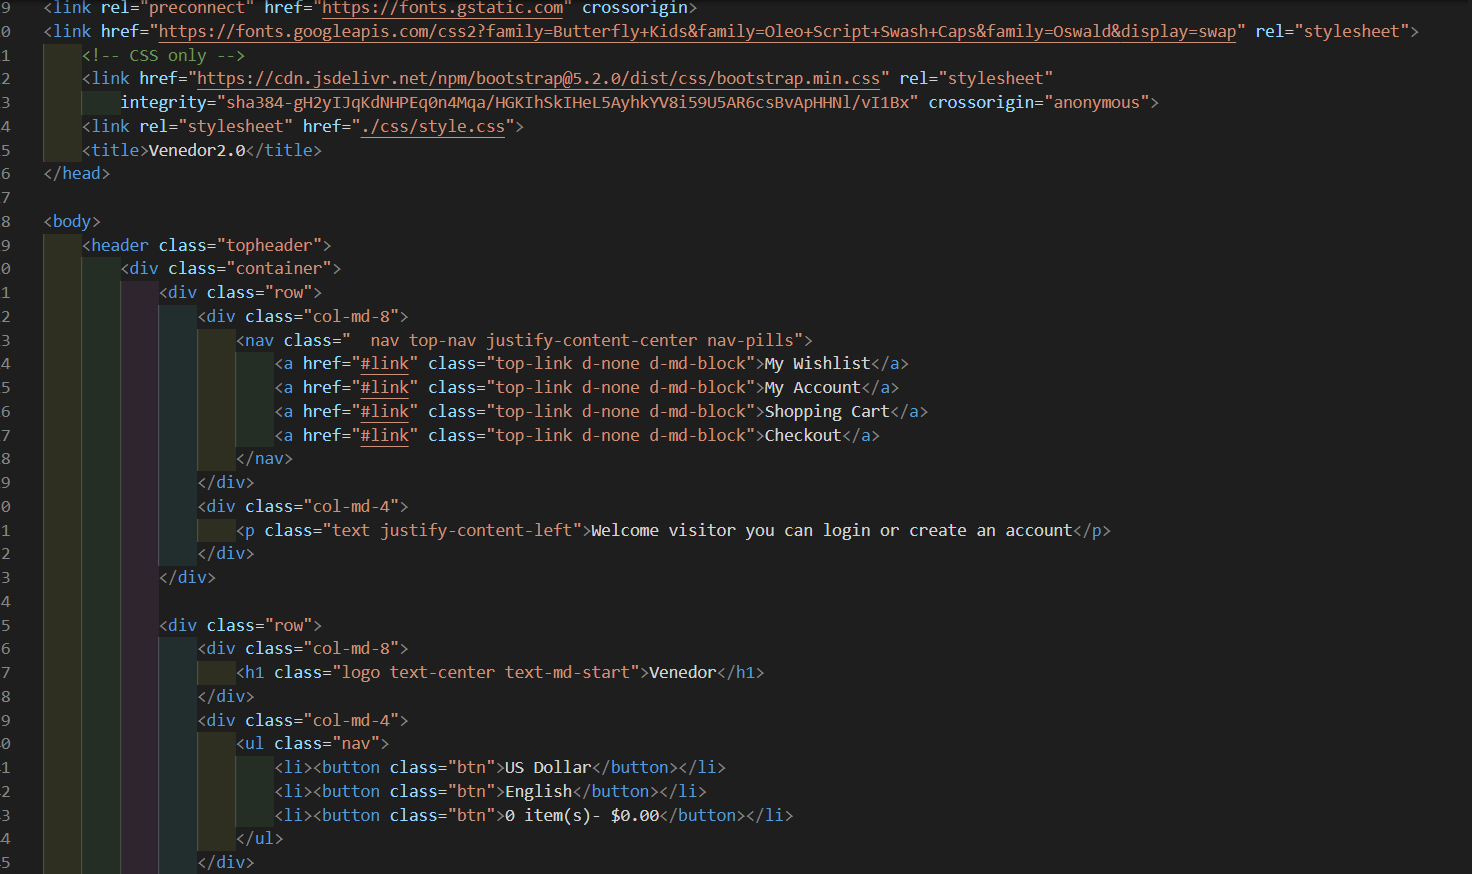 9 <link rel="preconnect" href="https://fonts.gstatic.com" crossorigin>
0 <link href="https://fonts.googleapis.com/css2?family=Butterfly+Kids&family=Oleo+Script+Swash+Caps&family=Oswald&display=swap" rel="stylesheet">
1 <!-- CSS only -->
2 <link href="https://cdn.jsdelivr.net/npm/bootstrap@5.2.0/dist/css/bootstrap.min.css" rel="stylesheet"
3 integrity="sha384-gH2yIJqKdNHPEq0n4Mqa/HGKIhSkIHeL5AyhkYV8i59U5AR6csBvApHHNl/vI1Bx" crossorigin="anonymous">
4 <link rel="stylesheet" href="./css/style.css">
5 <title>Venedor2.0</title>
6 </head>
7
8 <body>
9 <header class="topheader">
0 <div class="container">
1 <div class="row">
2 <div class="col-md-8">
3 <nav class="  nav top-nav justify-content-center nav-pills">
4 <a href="#link" class="top-link d-none d-md-block">My Wishlist</a>
5 <a href="#link" class="top-link d-none d-md-block">My Account</a>
6 <a href="#link" class="top-link d-none d-md-block">Shopping Cart</a>
7 <a href="#link" class="top-link d-none d-md-block">Checkout</a>
8 </nav>
9 </div>
0 <div class="col-md-4">
1 <p class="text justify-content-left">Welcome visitor you can login or create an account</p>
2 </div>
3 </div>
4
5 <div class="row">
6 <div class="col-md-8">
7 <h1 class="logo text-center text-md-start">Venedor</h1>
8 </div>
9 <div class="col-md-4">
0 <ul class="nav">
1 <li><button class="btn">US Dollar</button></li>
2 <li><button class="btn">English</button></li>
3 <li><button class="btn">0 item(s)- $0.00</button></li>
4 </ul>
5 </div>